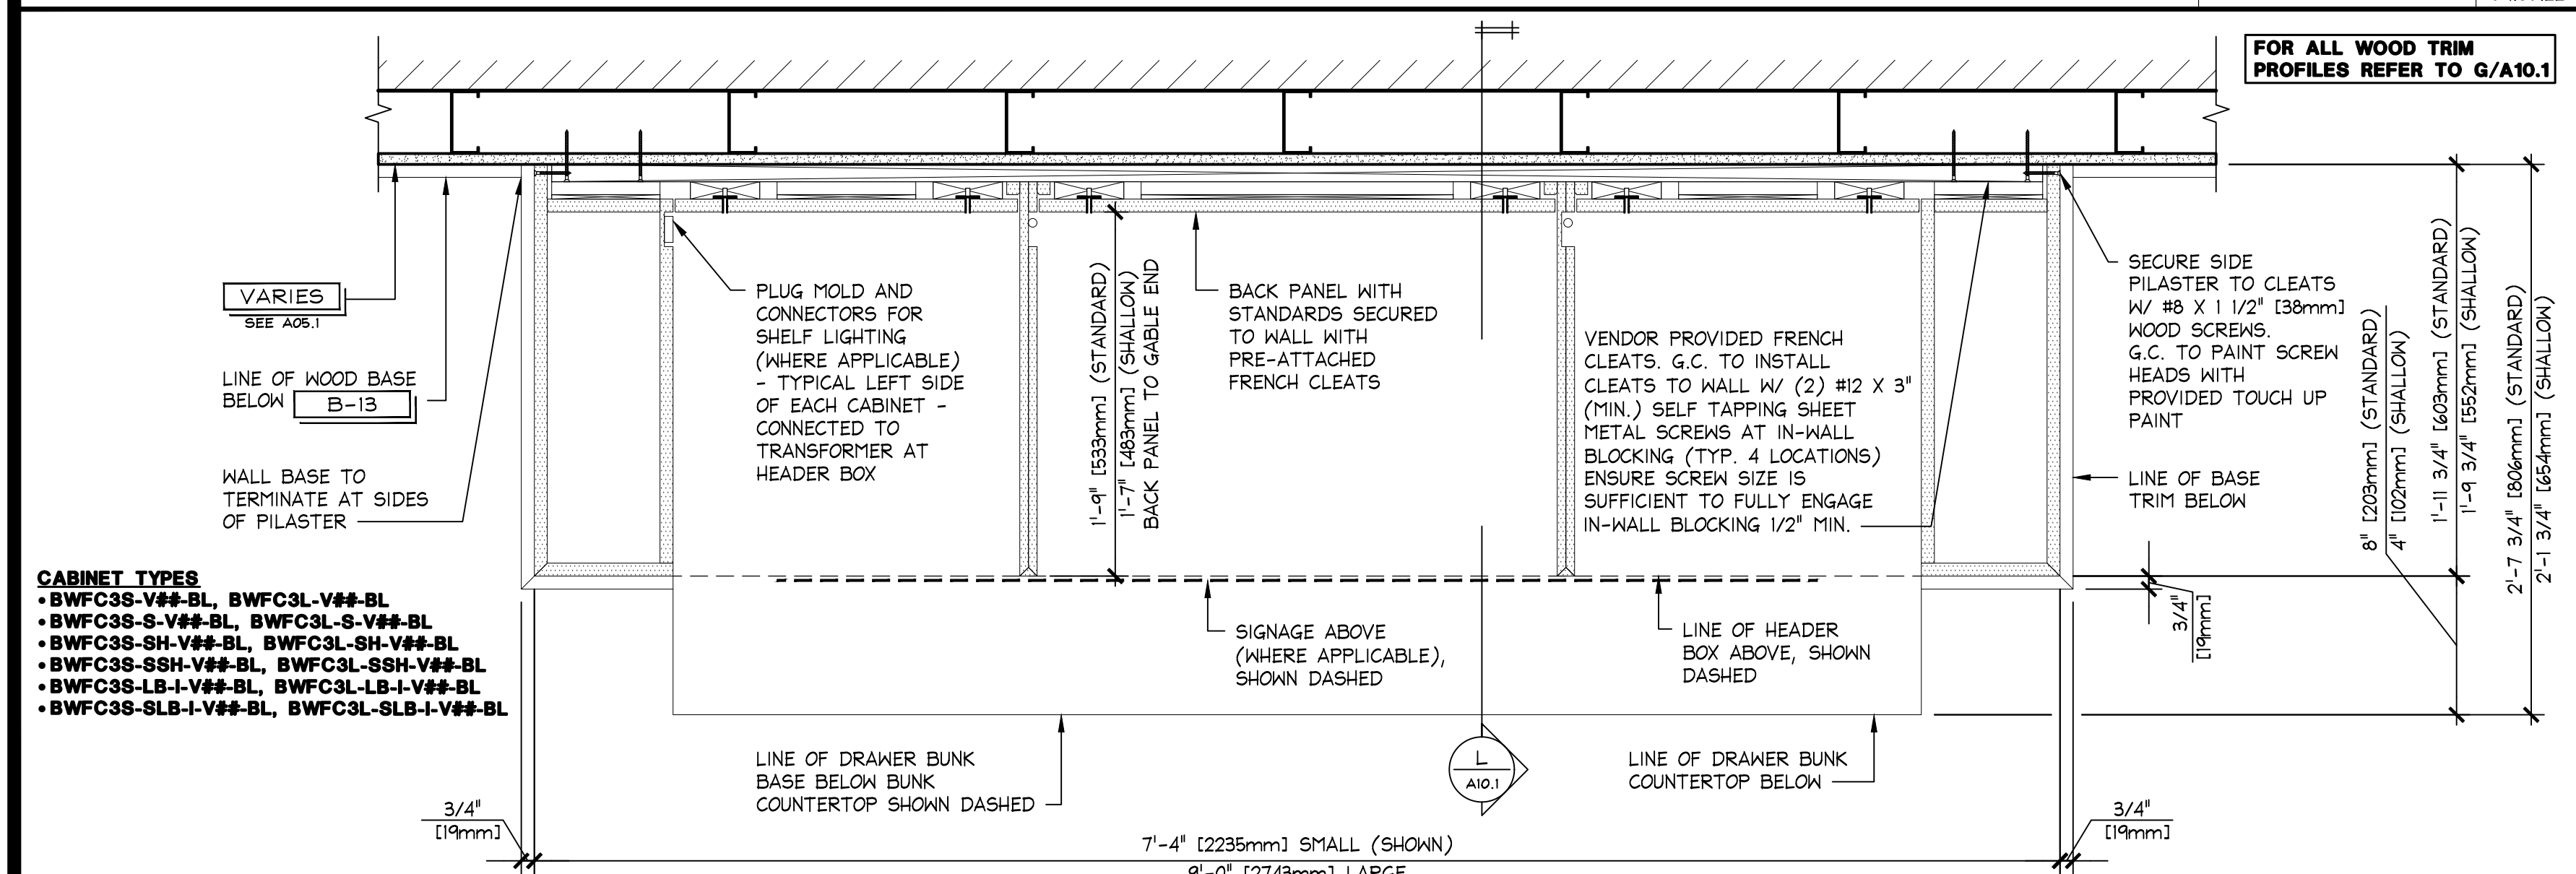 FOR ALL WOOD TRIM
PROFILES REFER TO G/A10.1
VARIES
SEE A05.1
LINE OF WOOD BASE
BELOW B-13
WALL BASE TO
TERMINATE AT SIDES
OF PILASTER
PLUG MOLD AND
CONNECTORS FOR
SHELF LIGHTING
(WHERE APPLICABLE)
- TYPICAL LEFT SIDE
OF EACH CABINET -
CONNECTED TO
TRANSFORMER AT
HEADER BOX
1'-9" [533mm] (STANDARD)
1'-7" [483mm] (SHALLOW)
BACK PANEL TO GABLE END
BACK PANEL WITH
STANDARDS SECURED
TO WALL WITH
PRE-ATTACHED
FRENCH CLEATS
VENDOR PROVIDED FRENCH
CLEATS. G.C. TO INSTALL
CLEATS TO WALL W/ (2) #12 X 3"
(MIN.) SELF TAPPING SHEET
METAL SCREWS AT IN-WALL
BLOCKING (TYP. 4 LOCATIONS)
ENSURE SCREW SIZE IS
SUFFICIENT TO FULLY ENGAGE
IN-WALL BLOCKING 1/2" MIN.
SECURE SIDE
PILASTER TO CLEATS
W/ #8 X 1 1/2" [38mm]
WOOD SCREWS.
G.C. TO PAINT SCREW
HEADS WITH
PROVIDED TOUCH UP
PAINT
LINE OF BASE
TRIM BELOW
8" [203mm] (STANDARD)
4" [102mm] (SHALLOW)
1'-11 3/4" [603mm] (STANDARD)
1'-9 3/4" [552mm] (SHALLOW)
2'-7 3/4" [806mm] (STANDARD)
2'-1 3/4" [654mm] (SHALLOW)
3/4"
[19mm]
CABINET TYPES
• BWFC3S-V##-BL, BWFC3L-V##-BL
• BWFC3S-S-V##-BL, BWFC3L-S-V##-BL
• BWFC3S-SH-V##-BL, BWFC3L-SH-V##-BL
• BWFC3S-SSH-V##-BL, BWFC3L-SSH-V##-BL
• BWFC3S-LB-I-V##-BL, BWFC3L-LB-I-V##-BL
• BWFC3S-SLB-I-V##-BL, BWFC3L-SLB-I-V##-BL
SIGNAGE ABOVE
(WHERE APPLICABLE),
SHOWN DASHED
LINE OF HEADER
BOX ABOVE, SHOWN
DASHED
LINE OF DRAWER BUNK
BASE BELOW BUNK
COUNTERTOP SHOWN DASHED
L
A10.1
LINE OF DRAWER BUNK
COUNTERTOP BELOW
3/4"
[19mm]
3/4"
[19mm]
7'-4" [2235mm] SMALL (SHOWN)
9'-0" [2743mm] LARGE